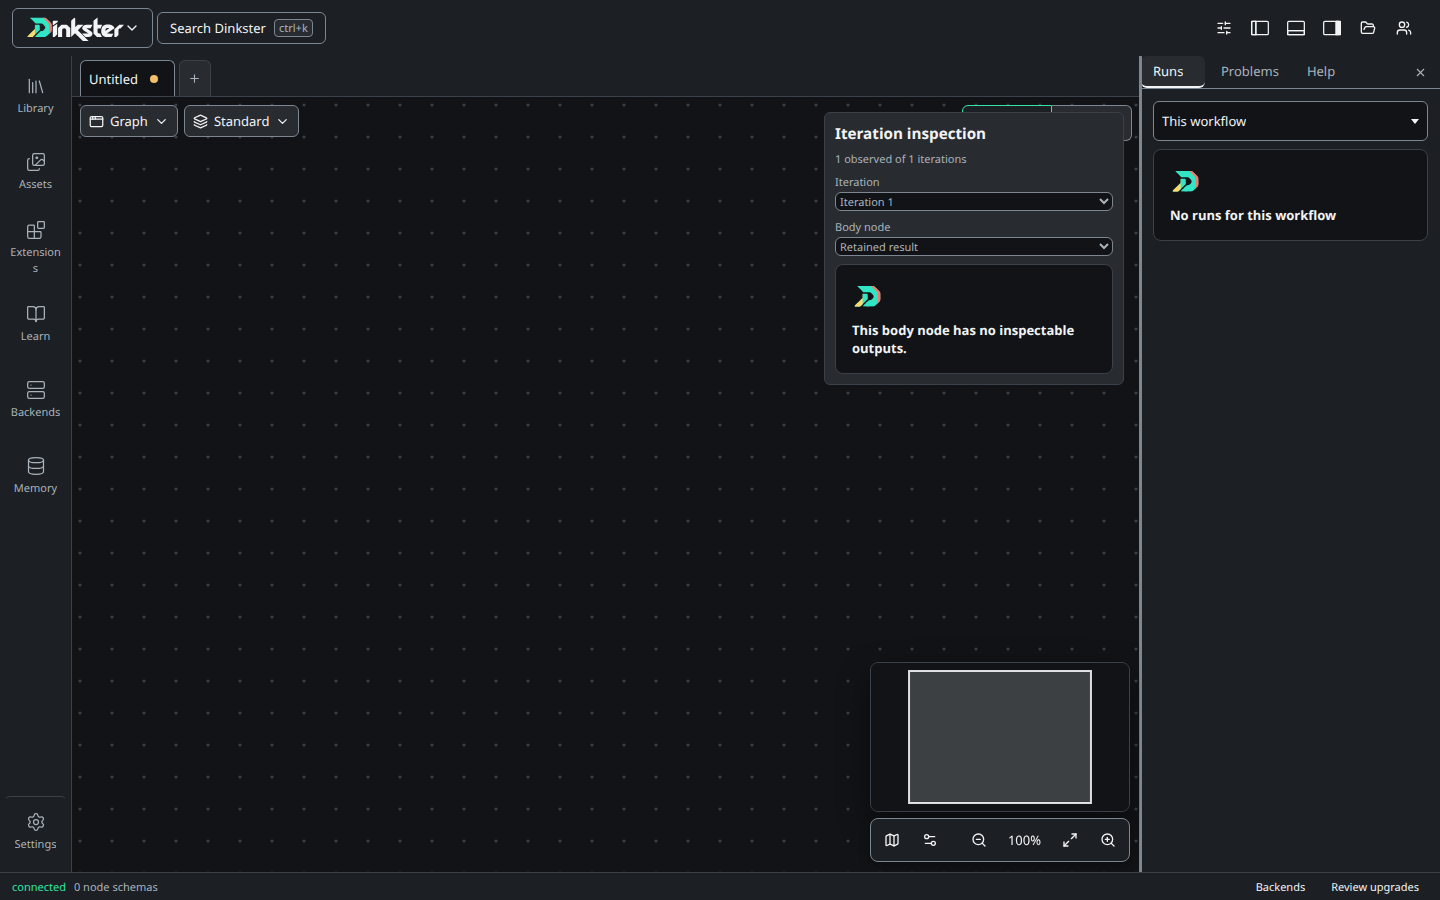 Dinkster
Search Dinkster ctrl+k
Untitled
Runs
Problems
Help
Library
Assets
Extension
s
Learn
Backends
Memory
Settings
Graph
Standard
Iteration inspection
1 observed of 1 iterations
Iteration
Iteration 1
Body node
Retained result
This body node has no inspectable
outputs.
This workflow
No runs for this workflow
100%
connected 0 node schemas
Backends
Review upgrades